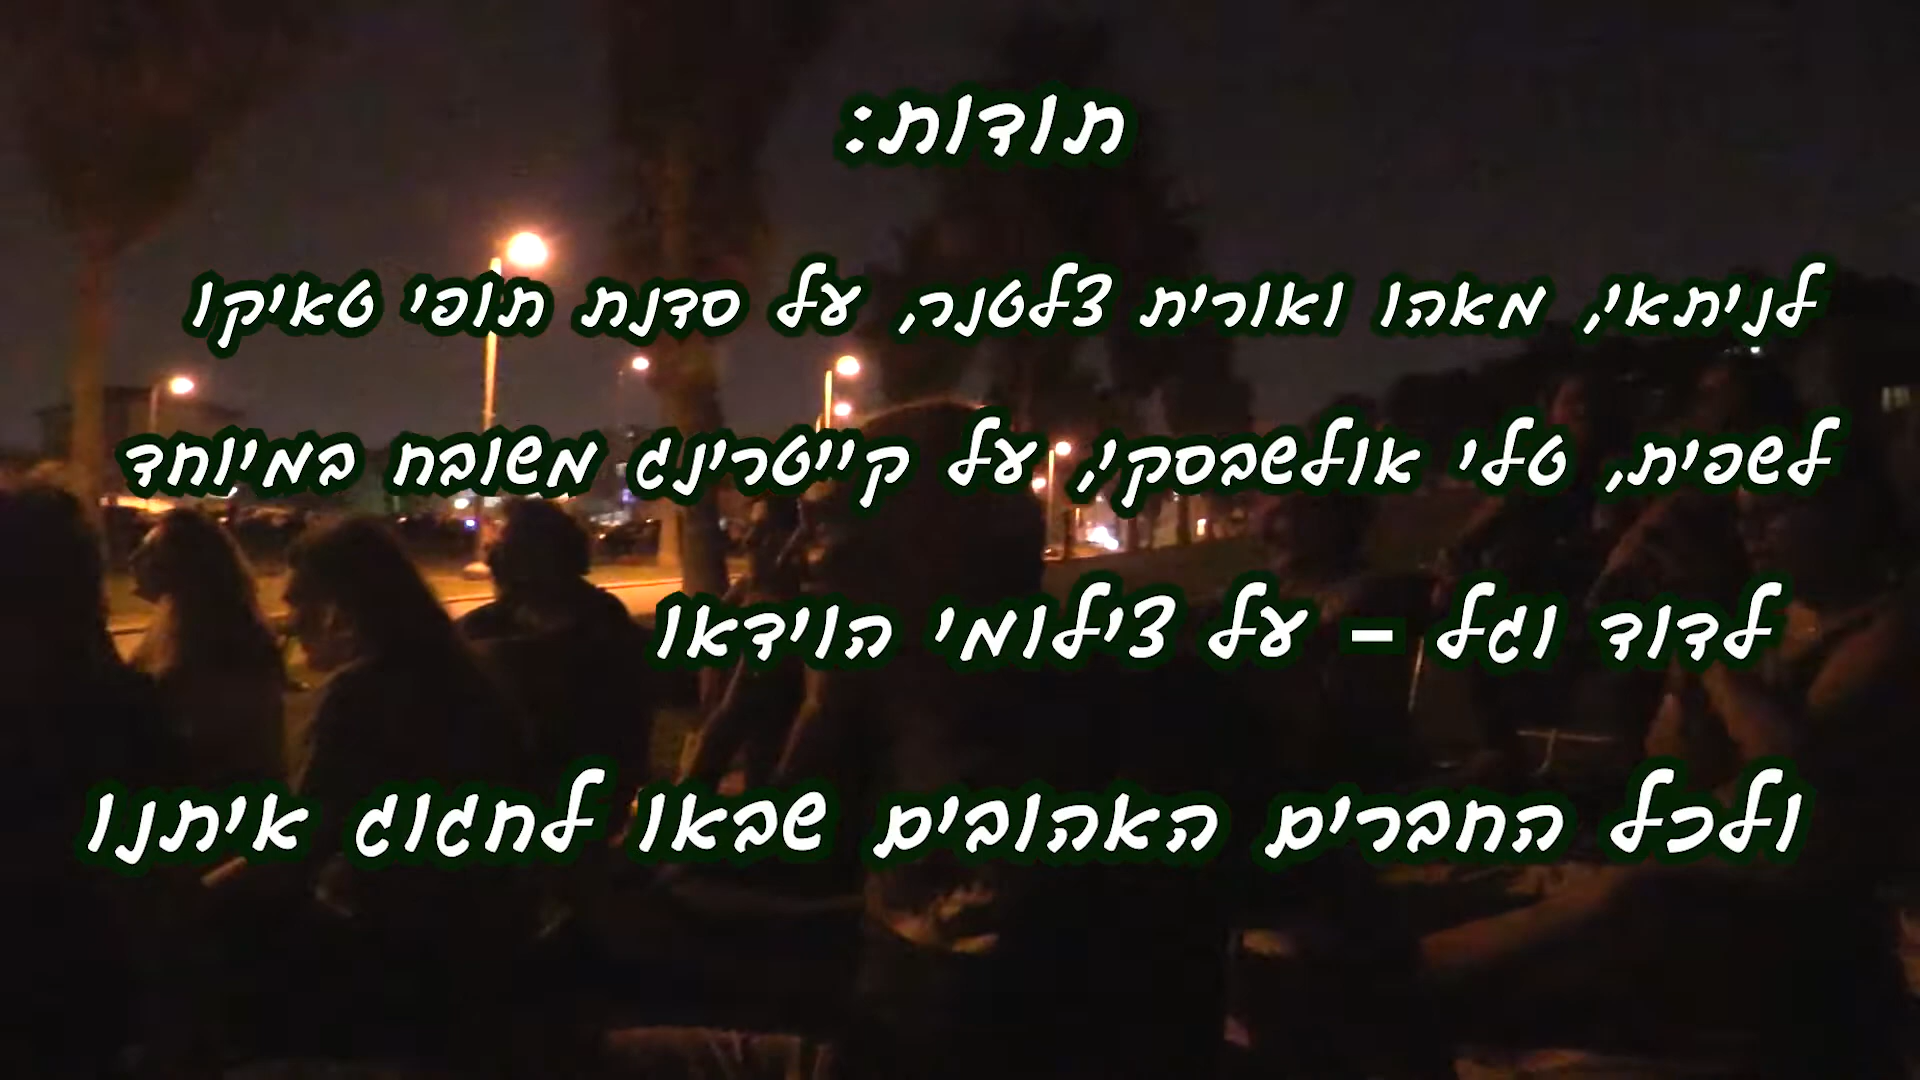 תודות:
לניתאי, מאהו ואורית צלטנר, על סדנת תופי טאיקו
לשפית, טלי אולשבסקי, על קייטרינג משובח במיוחד
לדוד וגל – על צילומי הוידאו
ולכל החברים האהובים שבאו לחגוג איתנו